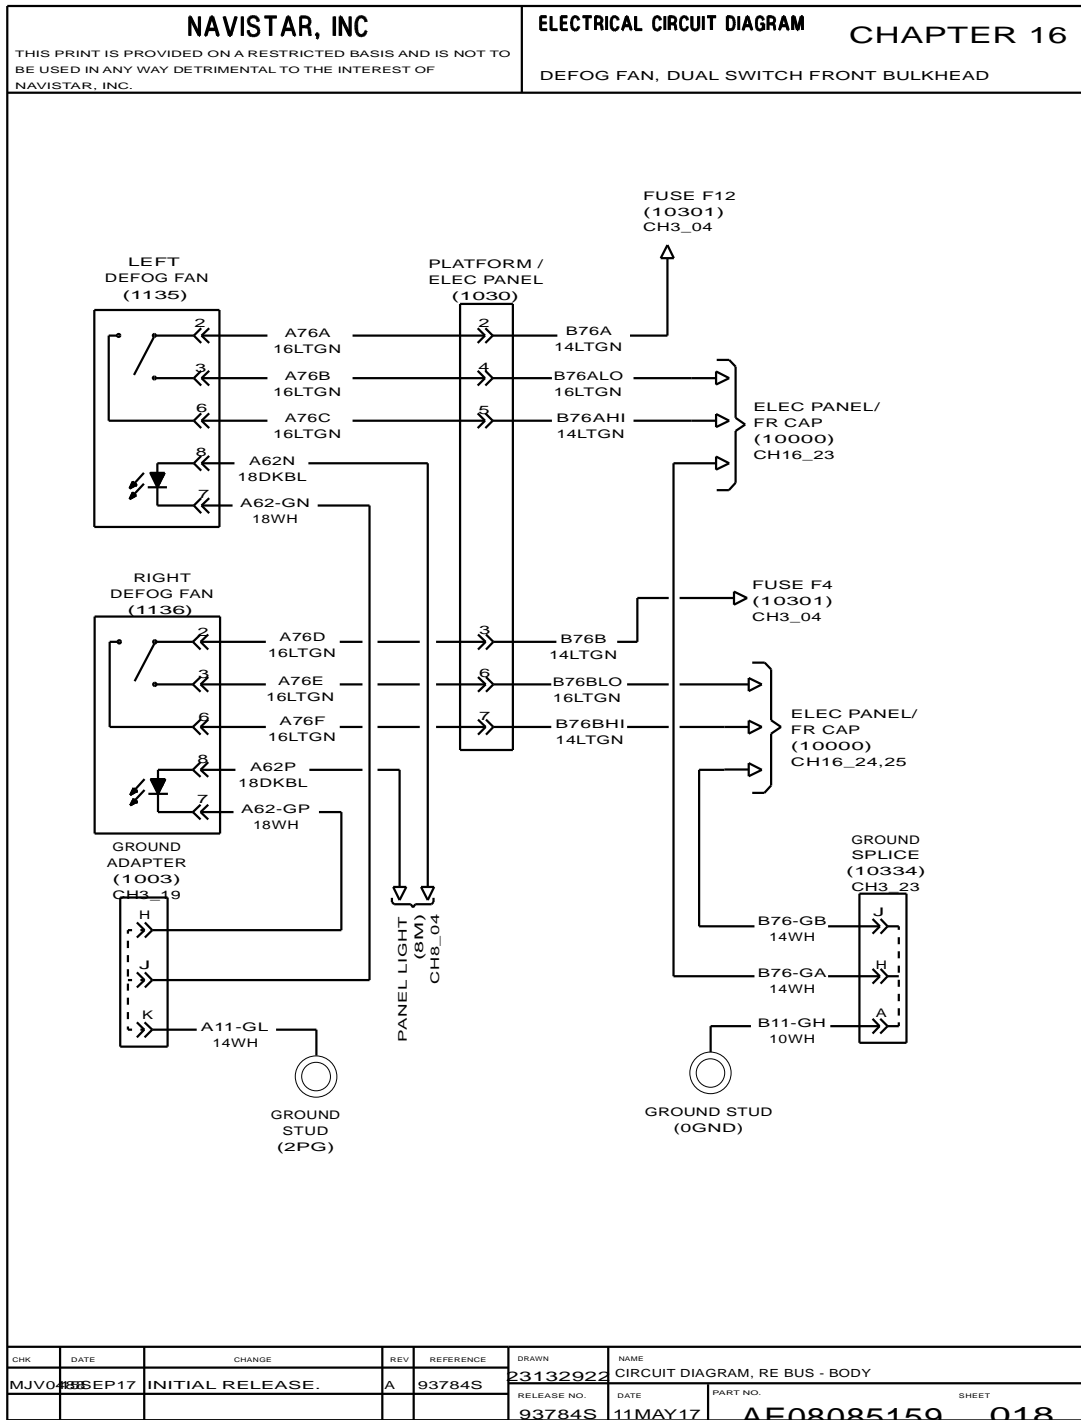 NAVISTAR, INC
THIS PRINT IS PROVIDED ON A RESTRICTED BASIS AND IS NOT TO
BE USED IN ANY WAY DETRIMENTAL TO THE INTEREST OF
NAVISTAR, INC.
ELECTRICAL CIRCUIT DIAGRAM
CHAPTER 16
DEFOG FAN, DUAL SWITCH FRONT BULKHEAD
FUSE F12
(10301)
CH3_04
LEFT
DEFOG FAN
(1135)
PLATFORM /
ELEC PANEL
(1030)
2
A76A
16LTGN
2
B76A
14LTGN
3
A76B
16LTGN
4
B76ALO
16LTGN
6
A76C
16LTGN
5
B76AHI
14LTGN
ELEC PANEL/
FR CAP
(10000)
CH16_23
8
A62N
18DKBL
7
A62-GN
18WH
RIGHT
DEFOG FAN
(1136)
FUSE F4
(10301)
CH3_04
2
A76D
16LTGN
3
B76B
14LTGN
3
A76E
16LTGN
6
B76BLO
16LTGN
6
A76F
16LTGN
7
B76BHI
14LTGN
ELEC PANEL/
FR CAP
(10000)
CH16_24,25
8
A62P
18DKBL
7
A62-GP
18WH
GROUND
ADAPTER
(1003)
CH3_19
H
J
K
A11-GL
14WH
GROUND
STUD
(2PG)
PANEL LIGHT
(8M)
CH8_04
GROUND
SPLICE
(10334)
CH3_23
B76-GB
14WH
J
B76-GA
14WH
H
B11-GH
10WH
A
GROUND STUD
(0GND)
CHK
DATE
CHANGE
REV
REFERENCE
DRAWN
NAME
SEP17
INITIAL RELEASE.
A
93784S
23132922
CIRCUIT DIAGRAM, RE BUS - BODY
RELEASE NO.
DATE
PART NO.
SHEET
93784S
11MAY17
AE08085159
018